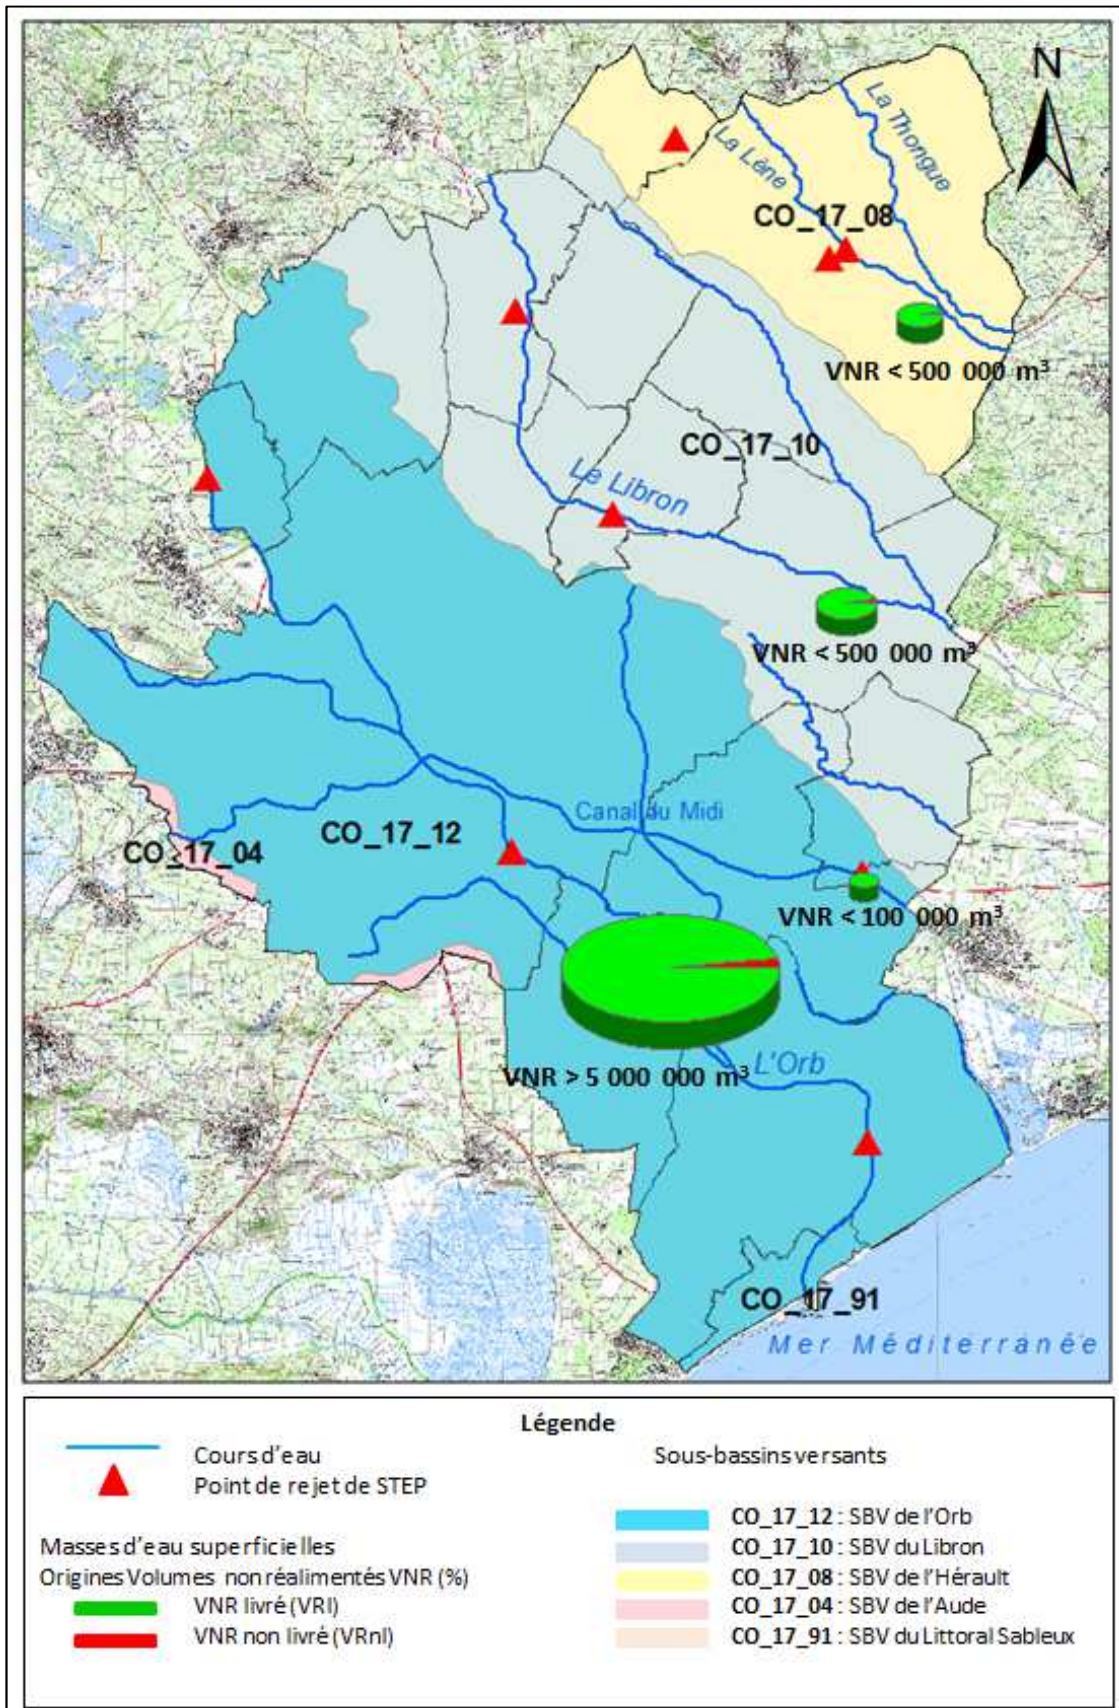 N
La Thongue
La Lène
CO_17_08
VNR < 500 000 m³
CO_17_10
Le Libron
VNR < 500 000 m³
Canal du Midi
CO_17_12
CO_17_04
VNR < 100 000 m³
L'Orb
VNR > 5 000 000 m³
CO_17_91
Mer Méditerranée
Légende
Cours d'eau
Point de rejet de STEP
Masses d'eau superficielles
Origines Volumes non réalimentés VNR (%)
VNR livré (VRl)
VNR non livré (VRnl)
Sous-bassins versants
CO_17_12 : SBV de l'Orb
CO_17_10 : SBV du Libron
CO_17_08 : SBV de l'Hérault
CO_17_04 : SBV de l'Aude
CO_17_91 : SBV du Littoral Sableux